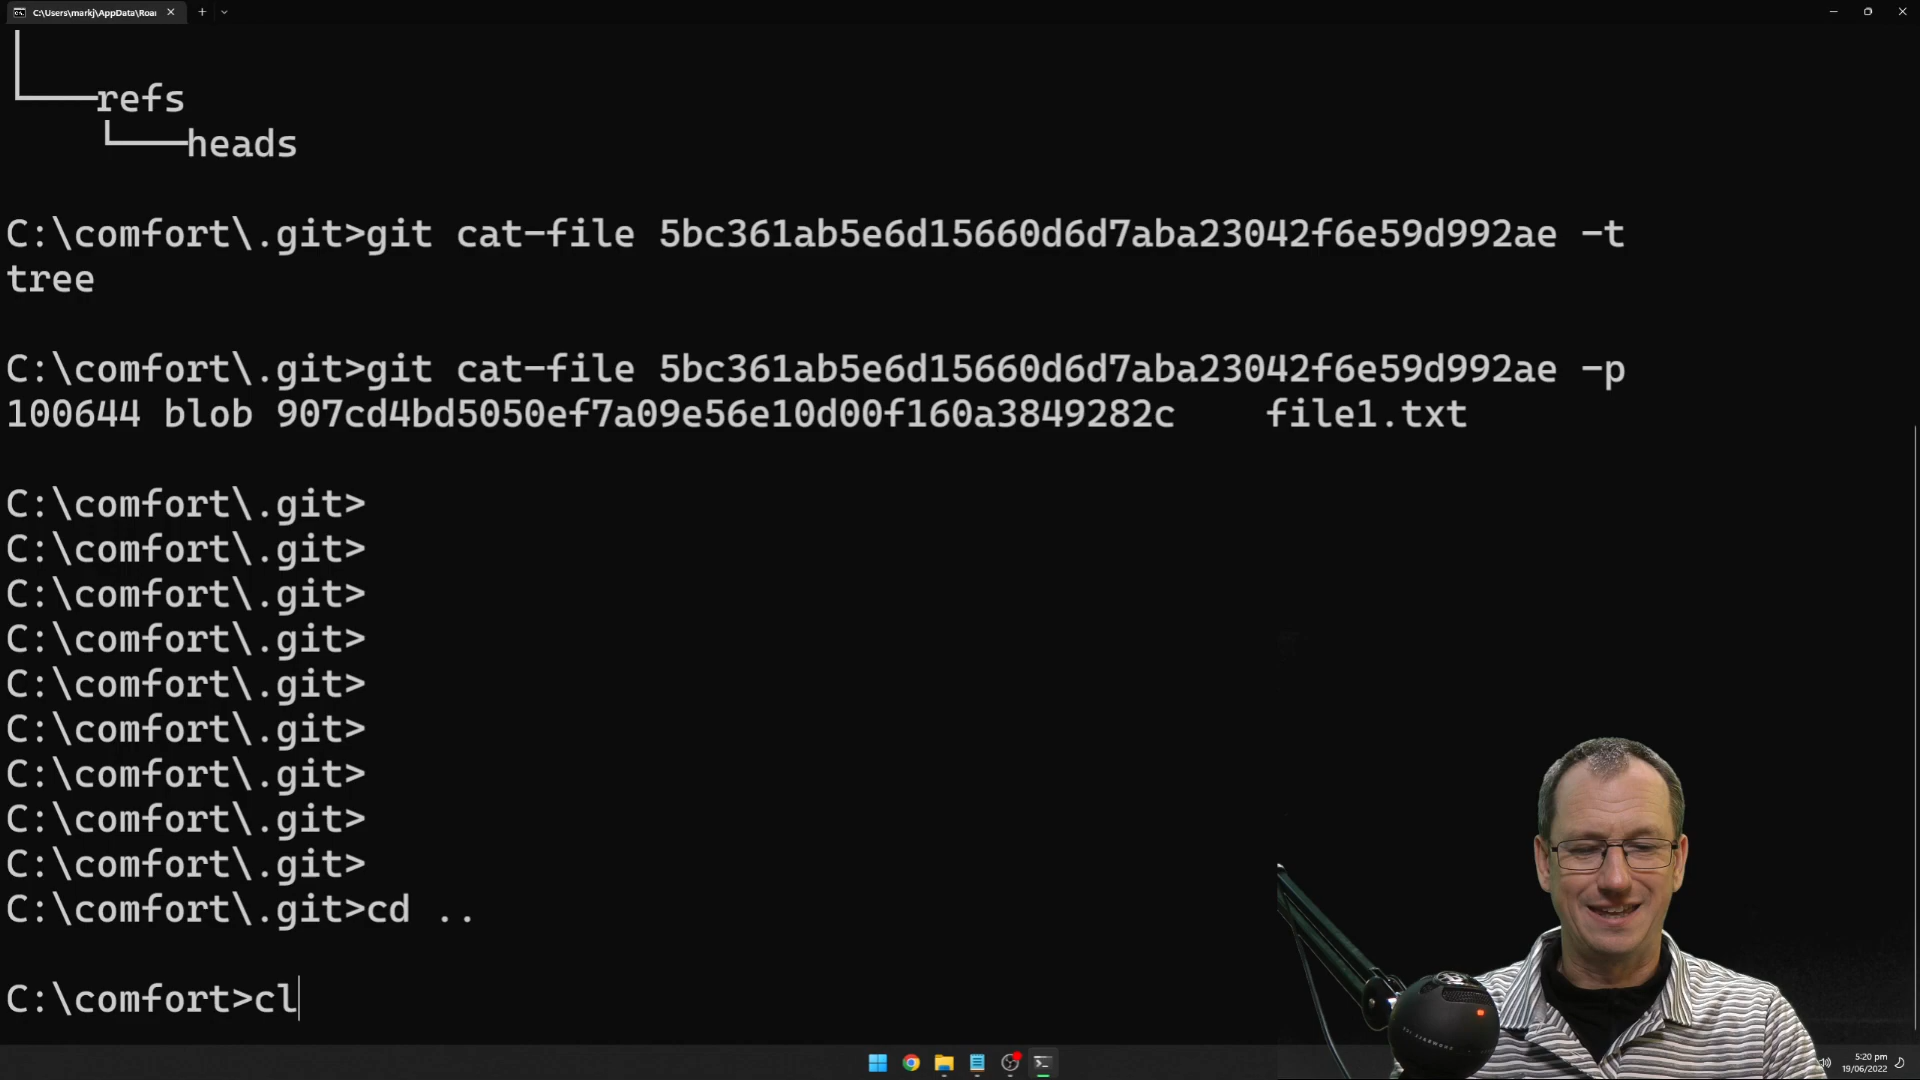 C:\Users\markj\AppData\Roar
refs
heads
C:\comfort\.git>git cat-file 5bc361ab5e6d15660d6d7aba23042f6e59d992ae -t
tree
C:\comfort\.git>git cat-file 5bc361ab5e6d15660d6d7aba23042f6e59d992ae -p
100644 blob 907cd4bd5050ef7a09e56e10d00f160a3849282c file1.txt
C:\comfort\.git>
C:\comfort\.git>
C:\comfort\.git>
C:\comfort\.git>
C:\comfort\.git>
C:\comfort\.git>
C:\comfort\.git>
C:\comfort\.git>
C:\comfort\.git>
C:\comfort\.git>cd ..
C:\comfort>cl
5:20 pm
19/06/2022